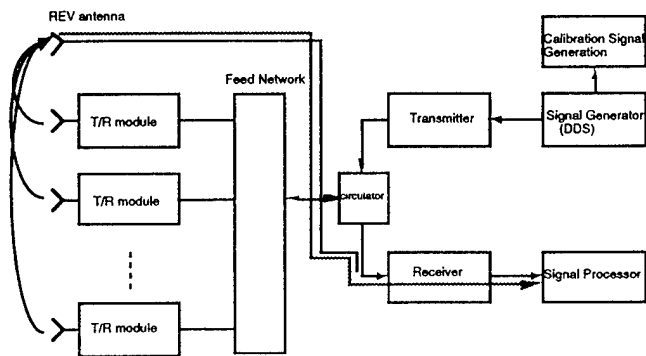 REV antenna
Calibration Signal
Generation
Feed Network
T/R module
Transmitter
Signal Generator
(DDS)
T/R module
circulator
Receiver
Signal Processor
T/R module